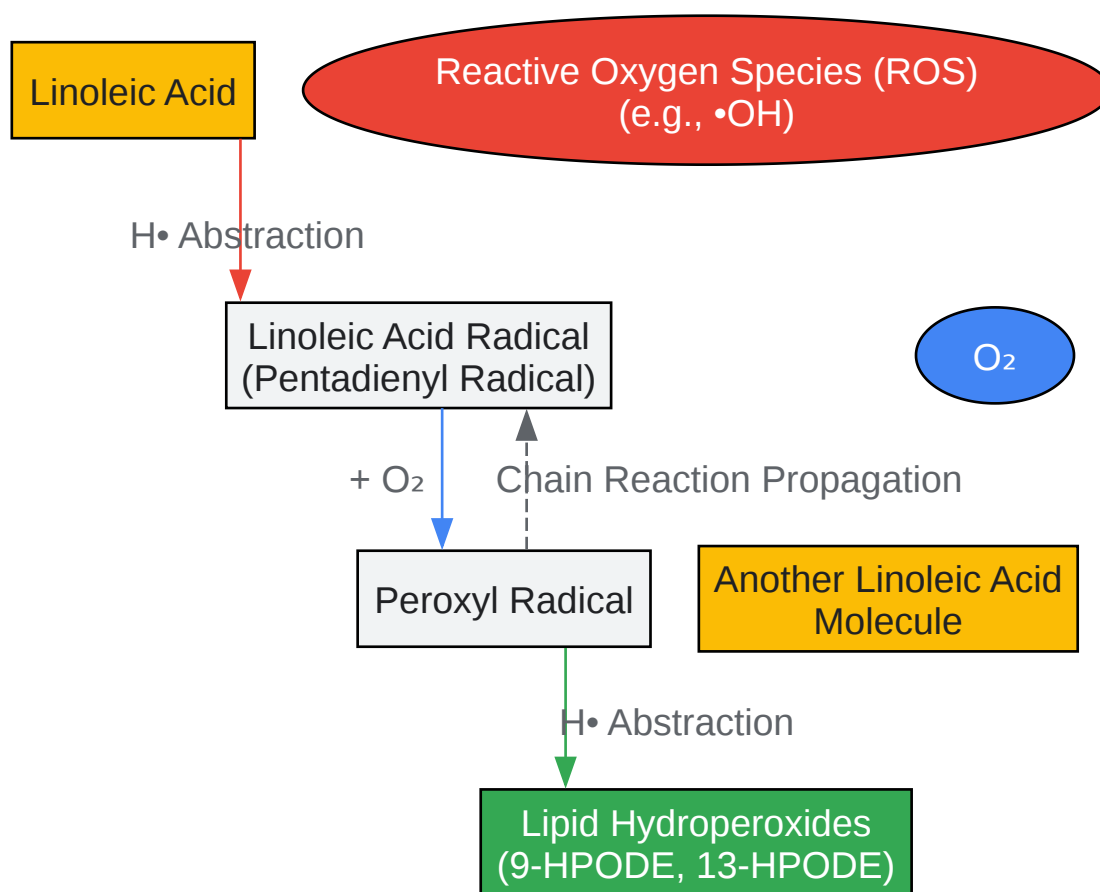 Linoleic Acid
Reactive Oxygen Species (ROS)
(e.g., •OH)
H• Abstraction
Linoleic Acid Radical
(Pentadienyl Radical)
O₂
+ O₂
Chain Reaction Propagation
Peroxyl Radical
Another Linoleic Acid
Molecule
H• Abstraction
Lipid Hydroperoxides
(9-HPODE, 13-HPODE)